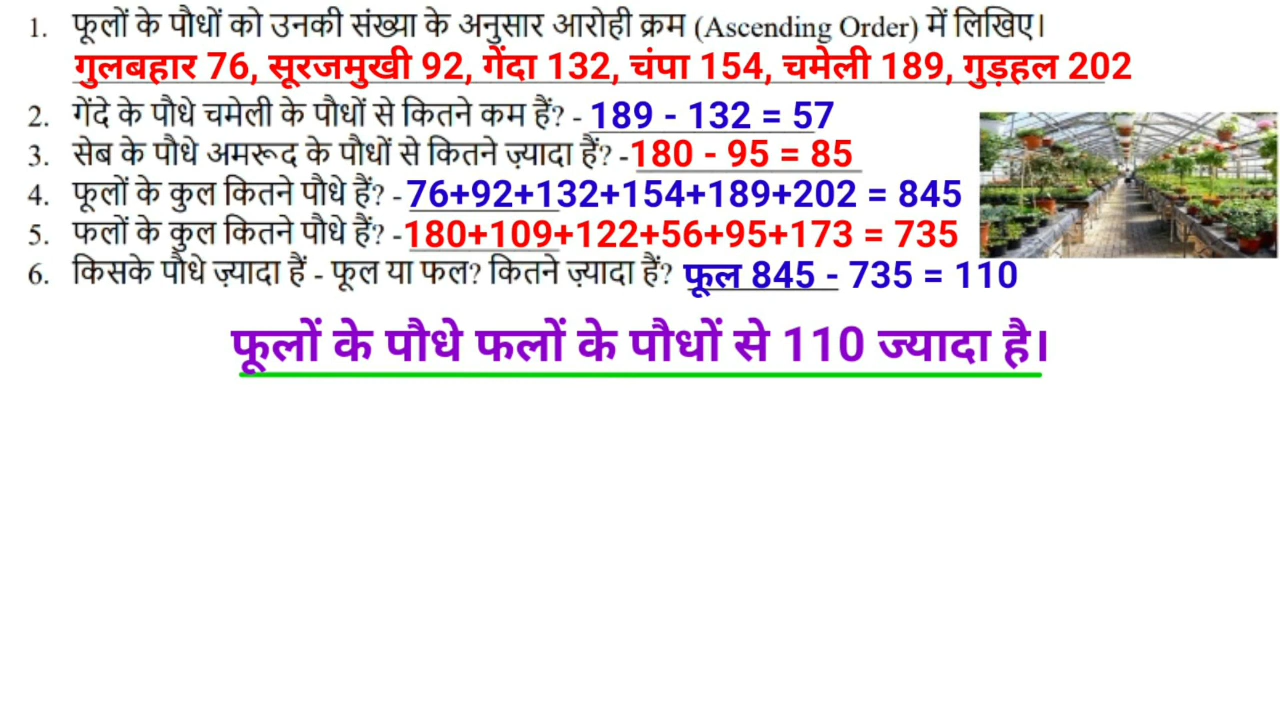 1. फूलों के पौधों को उनकी संख्या के अनुसार आरोही क्रम (Ascending Order) में लिखिए।
गुलबहार 76, सूरजमुखी 92, गेंदा 132, चंपा 154, चमेली 189, गुड़हल 202
2. गेंदे के पौधे चमेली के पौधों से कितने कम हैं? - 189 - 132 = 57
3. सेब के पौधे अमरूद के पौधों से कितने ज़्यादा हैं? -180 - 95 = 85
4. फूलों के कुल कितने पौधे हैं? - 76+92+132+154+189+202 = 845
5. फलों के कुल कितने पौधे हैं? -180+109+122+56+95+173 = 735
6. किसके पौधे ज़्यादा हैं - फूल या फल? कितने ज़्यादा हैं? फूल 845 - 735 = 110
फूलों के पौधे फलों के पौधों से 110 ज्यादा है।